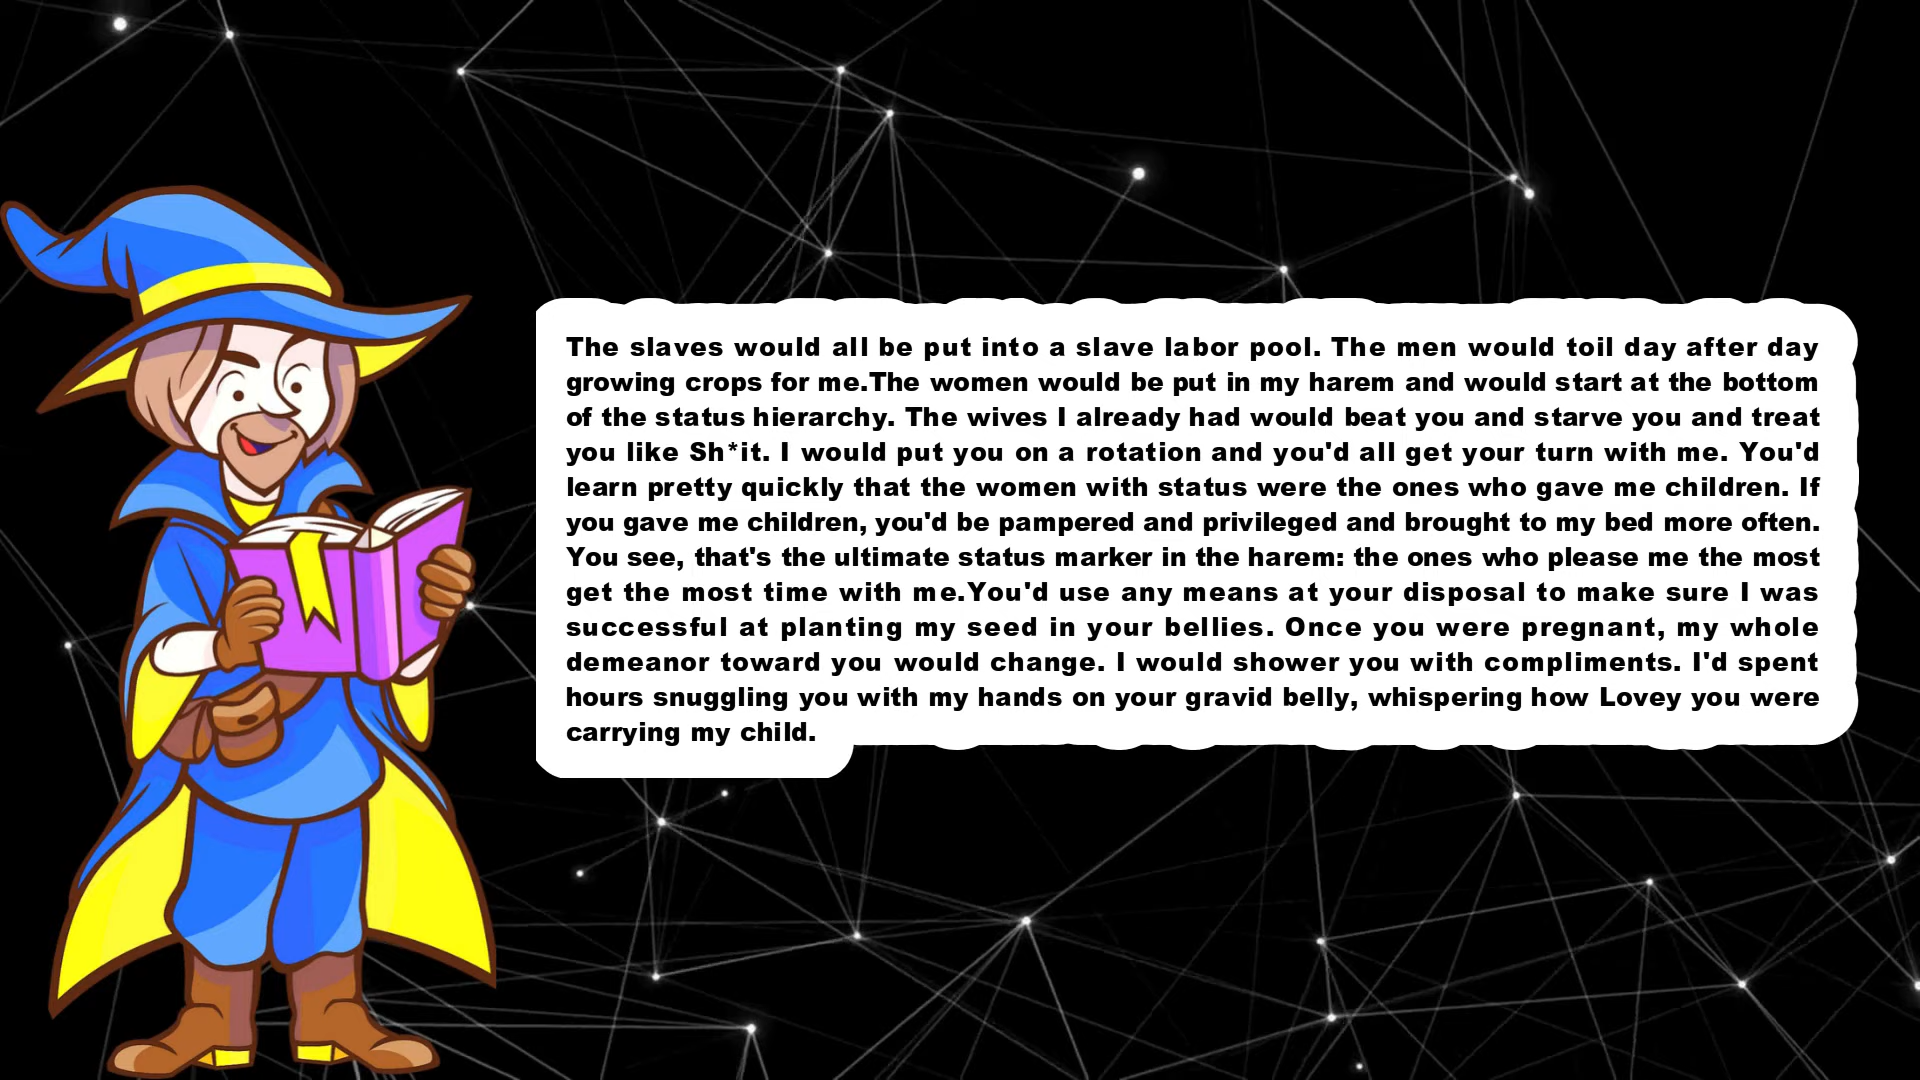 The slaves would all be put into a slave labor pool. The men would toil day after day
growing crops for me.The women would be put in my harem and would start at the bottom
of the status hierarchy. The wives I already had would beat you and starve you and treat
you like Sh*it. I would put you on a rotation and you'd all get your turn with me. You'd
learn pretty quickly that the women with status were the ones who gave me children. If
you gave me children, you'd be pampered and privileged and brought to my bed more often.
You see, that's the ultimate status marker in the harem: the ones who please me the most
get the most time with me.You'd use any means at your disposal to make sure I was
successful at planting my seed in your bellies. Once you were pregnant, my whole
demeanor toward you would change. I would shower you with compliments. I'd spent
hours snuggling you with my hands on your gravid belly, whispering how Lovey you were
carrying my child.